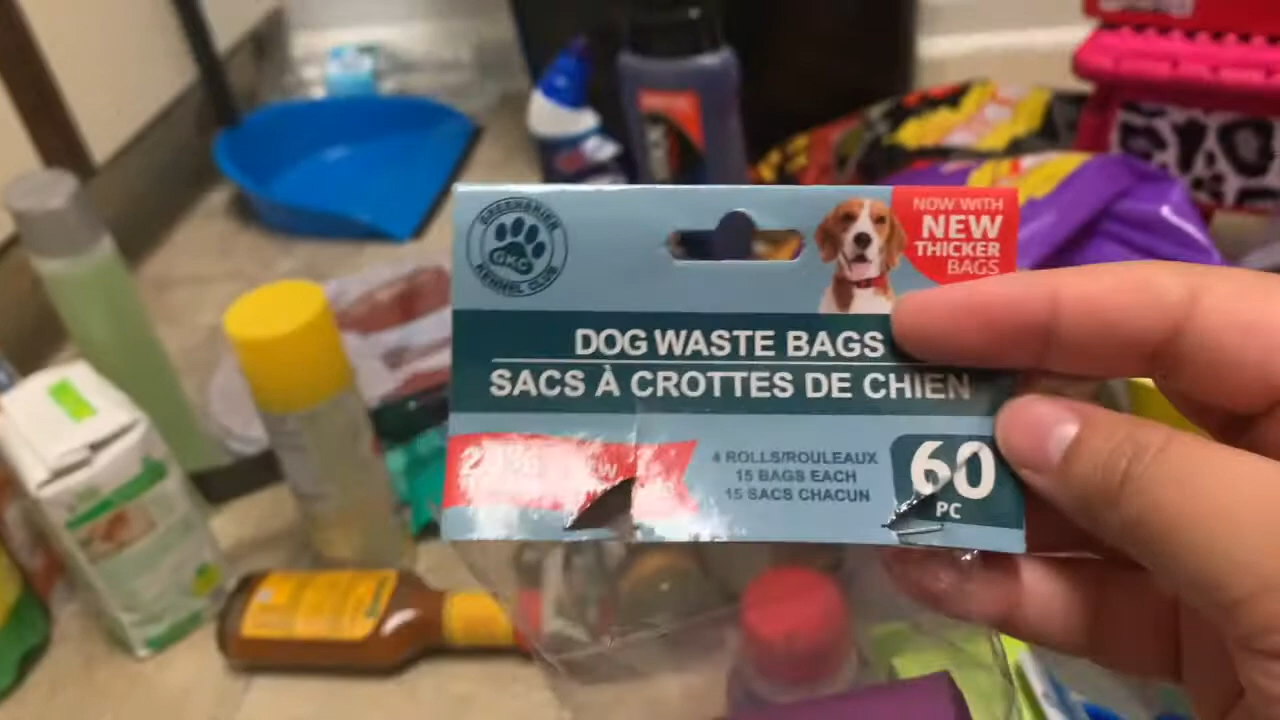 GREENBRIER
KENNEL CLUB
GKC
NOW WITH
NEW
THICKER
BAGS
DOG WASTE BAGS
SACS À CROTTES DE CHIEN
4 ROLLS/ROULEAUX
15 BAGS EACH
15 SACS CHACUN
60
PC